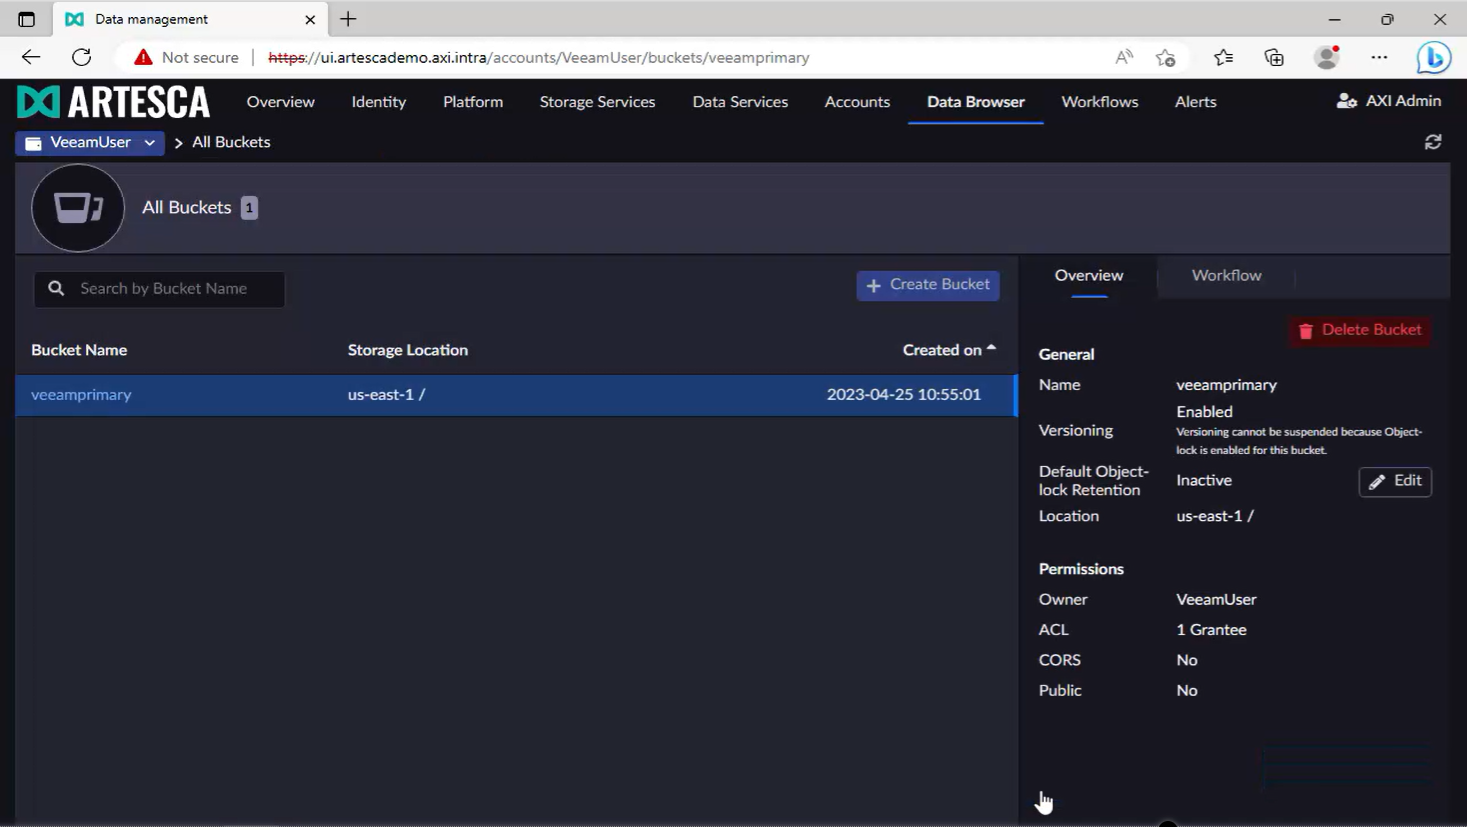 Data management
Not secure
https://ui.artescademo.axi.intra/accounts/VeeamUser/buckets/veeamprimary
ARTESCA
Overview
Identity
Platform
Storage Services
Data Services
Accounts
Data Browser
Workflows
Alerts
AXI Admin
VeeamUser > All Buckets
All Buckets 1
Search by Bucket Name
+ Create Bucket
Bucket Name
Storage Location
Created on
veeamprimary
us-east-1 /
2023-04-25 10:55:01
Overview
Workflow
Delete Bucket
General
Name
veeamprimary
Versioning
Enabled
Versioning cannot be suspended because Object-
lock is enabled for this bucket.
Default Object-
lock Retention
Inactive
Edit
Location
us-east-1 /
Permissions
Owner
VeeamUser
ACL
1 Grantee
CORS
No
Public
No